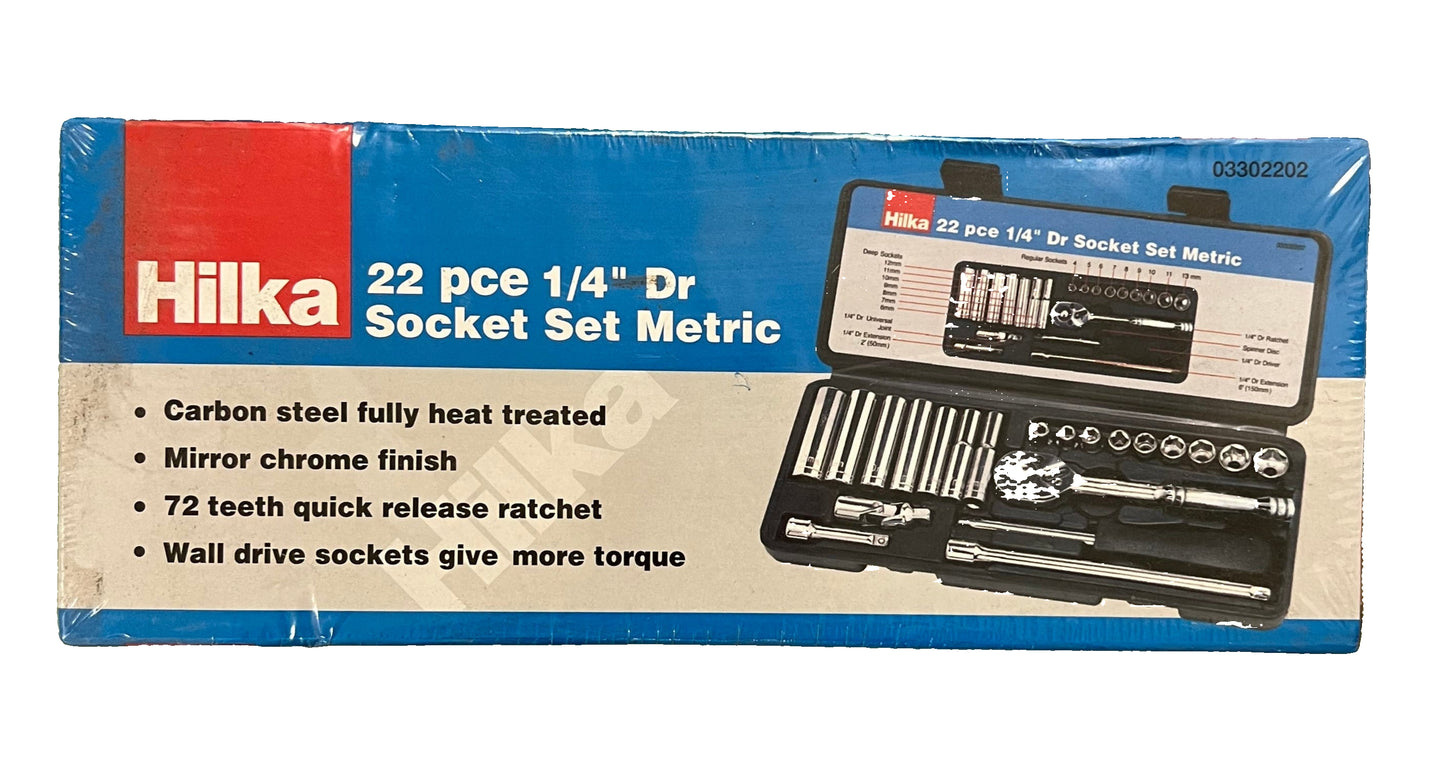 03302202
Hilka
22 pce 1/4" Dr
Socket Set Metric
• Carbon steel fully heat treated
• Mirror chrome finish
• 72 teeth quick release ratchet
• Wall drive sockets give more torque
Hilka
Hilka 22 pce 1/4" Dr Socket Set Metric
Deep Sockets
12mm
11mm
10mm
9mm
8mm
7mm
6mm
1/4" Dr Universal
Joint
1/4" Dr Extension
2" (50mm)
Regular Sockets 4 5 6 7 8 9 10 11 13 mm
1/4" Dr Ratchet
Spinner Disc
1/4" Dr Driver
1/4" Dr Extension
6" (150mm)